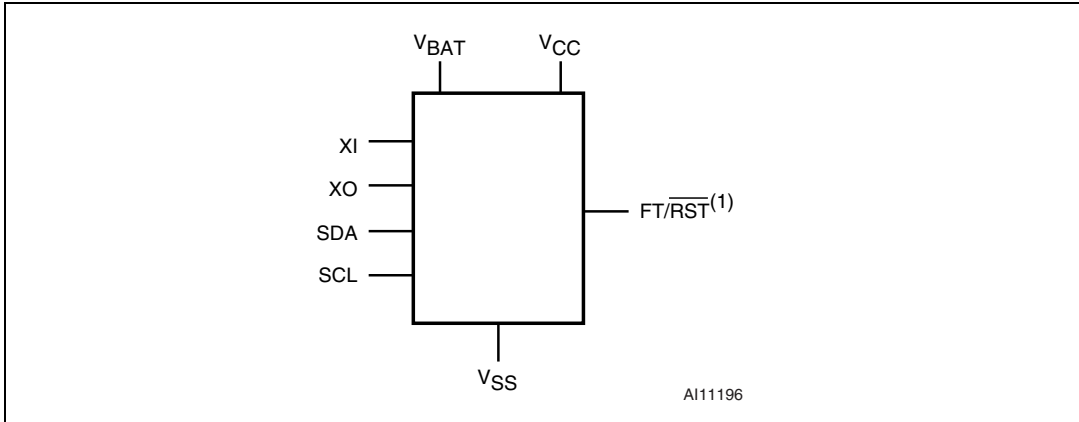 VBAT
VCC
XI
XO
SDA
SCL
FT/RST(1)
VSS
AI11196